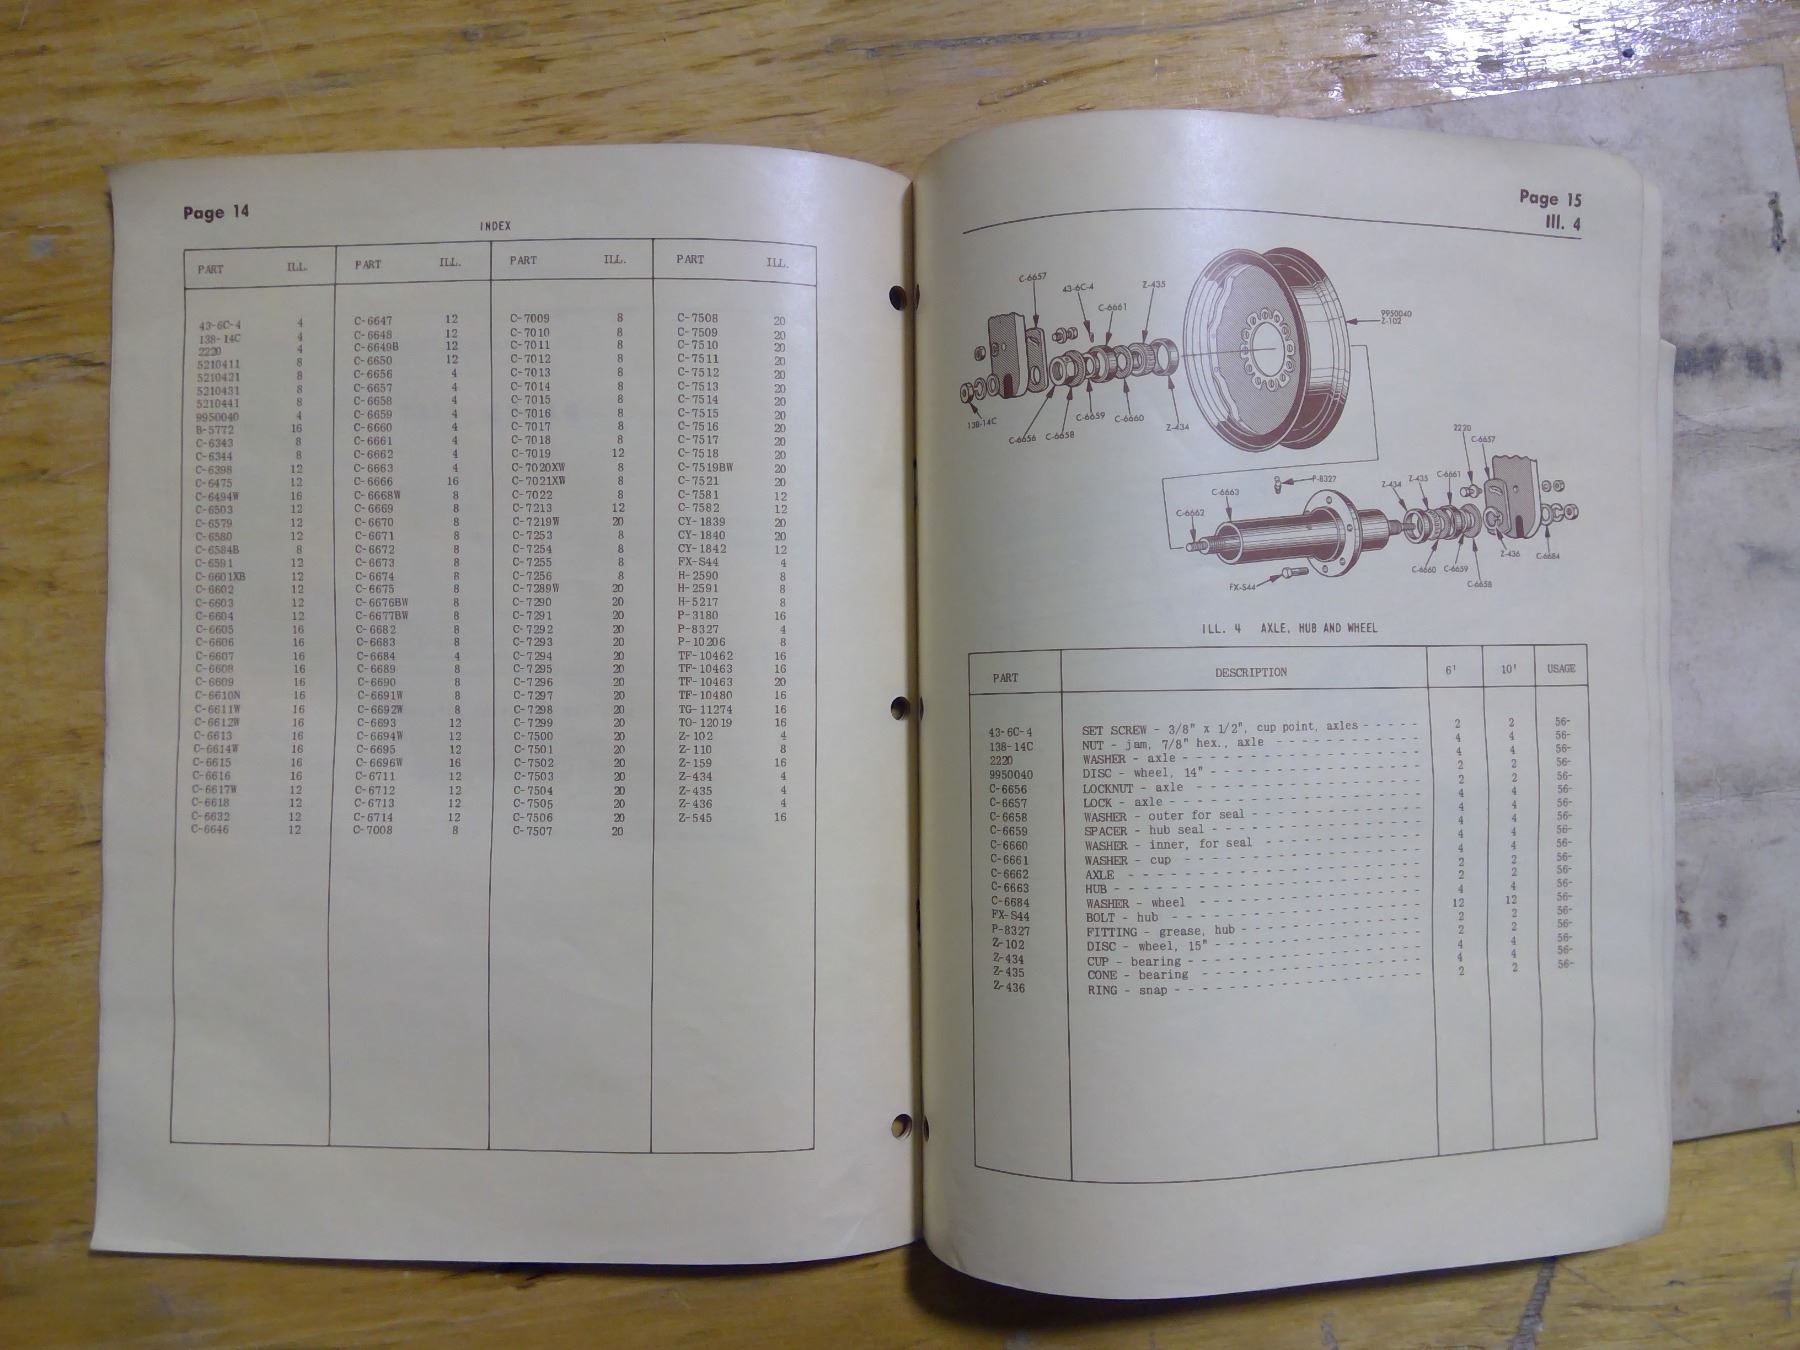 Page 14
INDEX
PART ILL.
43-6C-4 4
138-14C 4
2220 4
5210411 8
5210421 8
5210431 8
5210441 8
9950040 4
B-5772 16
C-6343 8
C-6344 8
C-6398 12
C-6475 12
C-6494W 16
C-6503 12
C-6579 12
C-6580 12
C-6584B 8
C-6591 12
C-6601XB 12
C-6602 12
C-6603 12
C-6604 12
C-6605 16
C-6606 16
C-6607 16
C-6608 16
C-6609 16
C-6610N 16
C-6611W 16
C-6612W 16
C-6613 16
C-6614W 16
C-6615 16
C-6616 16
C-6617W 12
C-6618 12
C-6632 12
C-6646 12
PART ILL.
C-6647 12
C-6648 12
C-6649B 12
C-6650 12
C-6656 4
C-6657 4
C-6658 4
C-6659 4
C-6660 4
C-6661 4
C-6662 4
C-6663 4
C-6666 16
C-6668W 8
C-6669 8
C-6670 8
C-6671 8
C-6672 8
C-6673 8
C-6674 8
C-6675 8
C-6676BW 8
C-6677BW 8
C-6682 8
C-6683 8
C-6684 4
C-6689 8
C-6690 8
C-6691W 8
C-6692W 8
C-6693 12
C-6694W 12
C-6695 12
C-6696W 16
C-6711 12
C-6712 12
C-6713 12
C-6714 12
C-7008 8
PART ILL.
C-7009 8
C-7010 8
C-7011 8
C-7012 8
C-7013 8
C-7014 8
C-7015 8
C-7016 8
C-7017 8
C-7018 8
C-7019 12
C-7020XW 8
C-7021XW 8
C-7022 8
C-7213 12
C-7219W 20
C-7253 8
C-7254 8
C-7255 8
C-7256 8
C-7289W 20
C-7290 20
C-7291 20
C-7292 20
C-7293 20
C-7294 20
C-7295 20
C-7296 20
C-7297 20
C-7298 20
C-7299 20
C-7500 20
C-7501 20
C-7502 20
C-7503 20
C-7504 20
C-7505 20
C-7506 20
C-7507 20
PART ILL.
C-7508 20
C-7509 20
C-7510 20
C-7511 20
C-7512 20
C-7513 20
C-7514 20
C-7515 20
C-7516 20
C-7517 20
C-7518 20
C-7519BW 20
C-7521 20
C-7581 12
C-7582 12
CY-1839 20
CY-1840 20
CY-1842 12
FX-S44 4
H-2590 8
H-2591 8
H-5217 8
P-3180 16
P-8327 4
P-10206 8
TF-10462 16
TF-10463 16
TF-10463 20
TF-10480 16
TG-11274 16
TO-12019 16
Z-102 4
Z-110 8
Z-159 16
Z-434 4
Z-435 4
Z-436 4
Z-545 16
Page 15
Ill. 4
C-6657
43-6C-4
C-6661
Z-435
9950040
Z-102
138-14C
C-6656
C-6658
C-6659
C-6660
Z-434
2220
C-6657
P-8327
C-6663
C-6662
Z-434
Z-435
C-6661
FX-S44
C-6660
C-6659
C-6658
Z-436
C-6684
ILL. 4 AXLE, HUB AND WHEEL
PART DESCRIPTION 6' 10' USAGE
43-6C-4 SET SCREW - 3/8" x 1/2", cup point, axles - - - - - 2 2 56-
138-14C NUT - jam, 7/8" hex., axle - - - - - - - - - - - - - 4 4 56-
2220 WASHER - axle - - - - - - - - - - - - - - - - - - - - 4 4 56-
9950040 DISC - wheel, 14" - - - - - - - - - - - - - - - - - - 2 2 56-
C-6656 LOCKNUT - axle - - - - - - - - - - - - - - - - - - - - 2 2 56-
C-6657 LOCK - axle - - - - - - - - - - - - - - - - - - - - - 4 4 56-
C-6658 WASHER - outer for seal - - - - - - - - - - - - - - - 4 4 56-
C-6659 SPACER - hub seal - - - - - - - - - - - - - - - - - - 4 4 56-
C-6660 WASHER - inner, for seal - - - - - - - - - - - - - - 4 4 56-
C-6661 WASHER - cup - - - - - - - - - - - - - - - - - - - - - 4 4 56-
C-6662 AXLE - - - - - - - - - - - - - - - - - - - - - - - - - 2 2 56-
C-6663 HUB - - - - - - - - - - - - - - - - - - - - - - - - - 2 2 56-
C-6684 WASHER - wheel - - - - - - - - - - - - - - - - - - - - 4 4 56-
FX-S44 BOLT - hub - - - - - - - - - - - - - - - - - - - - - - 12 12 56-
P-8327 FITTING - grease, hub - - - - - - - - - - - - - - - - 2 2 56-
Z-102 DISC - wheel, 15" - - - - - - - - - - - - - - - - - - 2 2 56-
Z-434 CUP - bearing - - - - - - - - - - - - - - - - - - - - 4 4 56-
Z-435 CONE - bearing - - - - - - - - - - - - - - - - - - - - 4 4 56-
Z-436 RING - snap - - - - - - - - - - - - - - - - - - - - - 2 2 56-